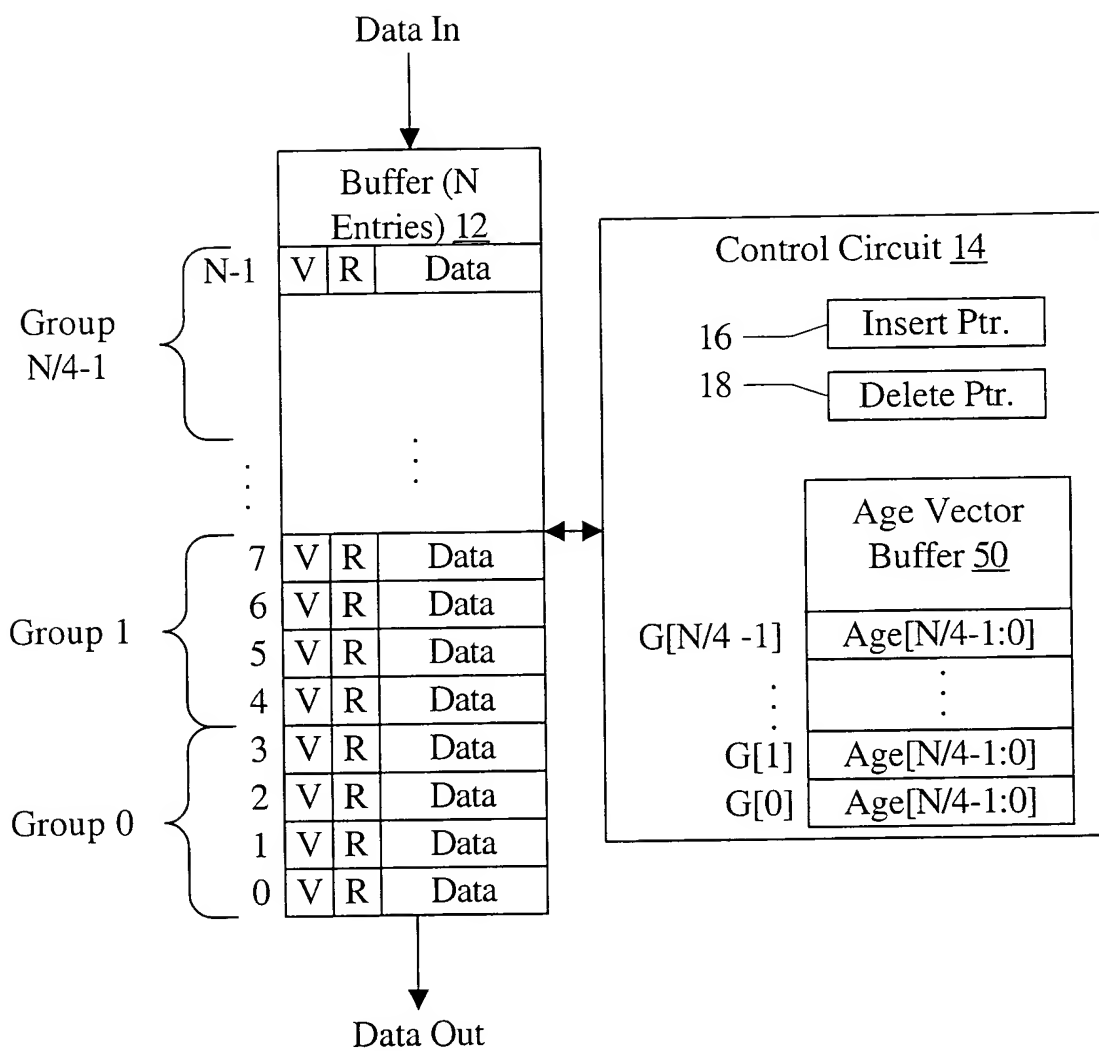 Data In
Buffer (N
Entries) 12
N-1 V R Data
Group
N/4-1
.
.
.
.
.
.
7 V R Data
6 V R Data
Group 1
5 V R Data
4 V R Data
3 V R Data
2 V R Data
Group 0
1 V R Data
0 V R Data
Data Out
Control Circuit 14
16 Insert Ptr.
18 Delete Ptr.
Age Vector
Buffer 50
G[N/4 -1] Age[N/4-1:0]
.
.
.
.
.
.
G[1] Age[N/4-1:0]
G[0] Age[N/4-1:0]